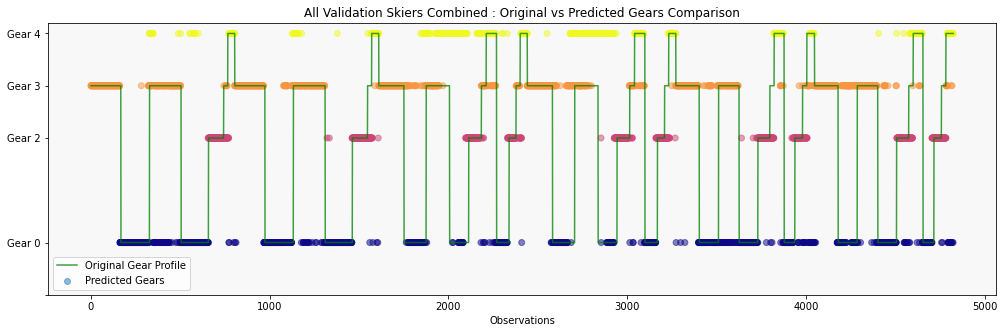 All Validation Skiers Combined : Original vs Predicted Gears Comparison
Gear 4
Gear 3
Gear 2
Gear 0
Original Gear Profile
Predicted Gears
0 1000 2000 3000 4000 5000
Observations